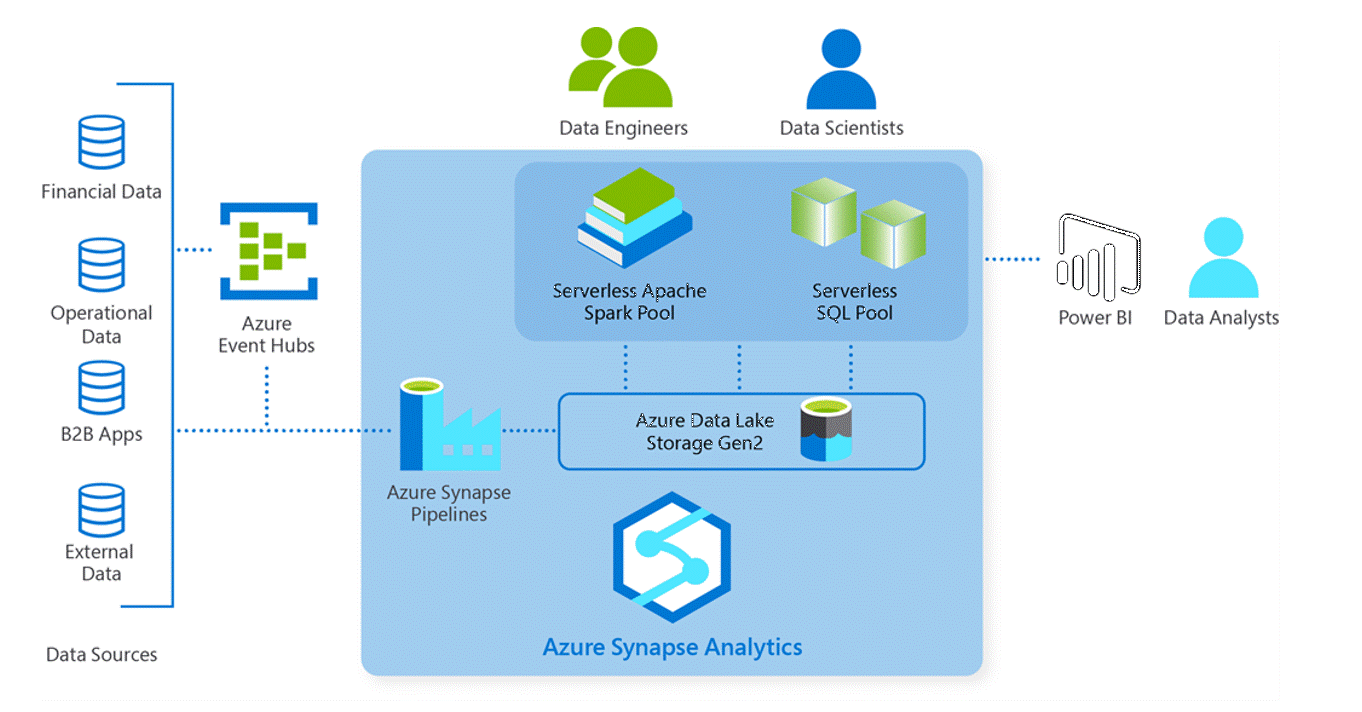 Data Engineers
Data Scientists
Financial Data
Operational
Data
B2B Apps
External
Data
Data Sources
Azure
Event Hubs
Serverless Apache
Spark Pool
Serverless
SQL Pool
Azure Data Lake
Storage Gen2
Azure Synapse
Pipelines
Azure Synapse Analytics
Power BI
Data Analysts